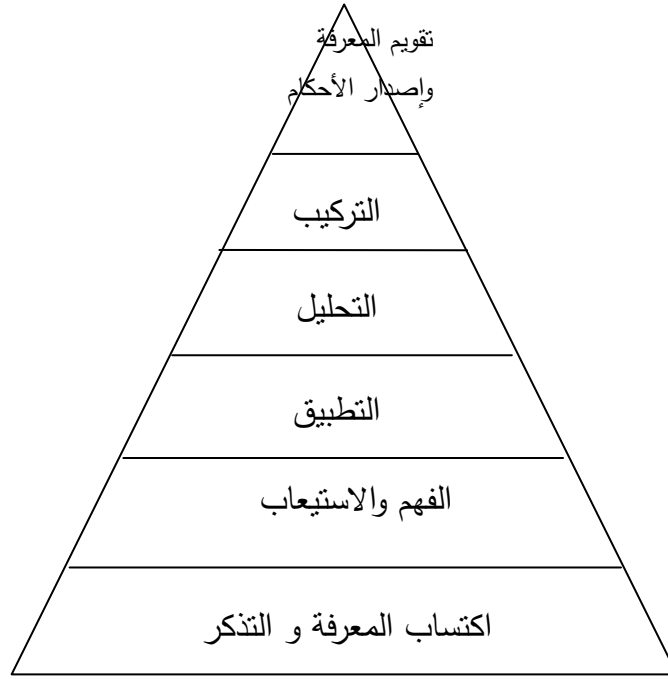 تقويم المعرفة
وإصدار الأحكام
التركيب
التحليل
التطبيق
الفهم والاستيعاب
اكتساب المعرفة و التذكر